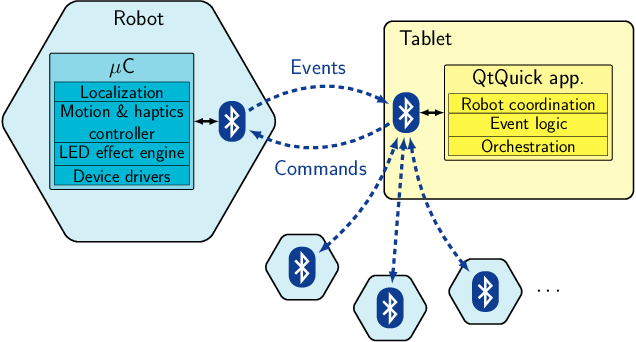 Robot
μC
Localization
Motion & haptics
controller
LED effect engine
Device drivers
Events
Commands
Tablet
QtQuick app.
Robot coordination
Event logic
Orchestration
...